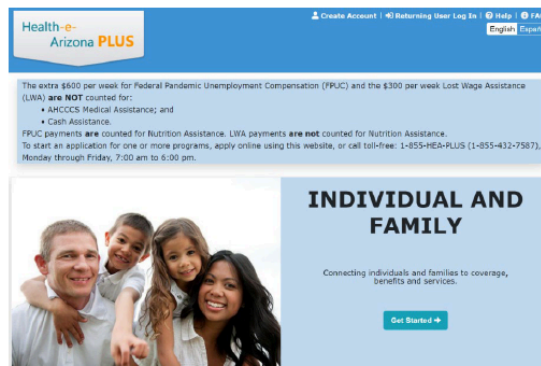 Health-e-
Arizona PLUS
Create Account | Returning User Log In | Help |
English
The extra $600 per week for Federal Pandemic Unemployment Compensation (FPUC) and the $300 per week Lost Wage Assistance
(LWA) are NOT counted for:
• AHCCCS Medical Assistance; and
• Cash Assistance.
FPUC payments are counted for Nutrition Assistance. LWA payments are not counted for Nutrition Assistance.
To start an application for one or more programs, apply online using this website, or call toll-free: 1-855-HEA-PLUS (1-855-432-7587),
Monday through Friday, 7:00 am to 6:00 pm.
INDIVIDUAL AND
FAMILY
Connecting individuals and families to coverage,
benefits and services.
Get Started